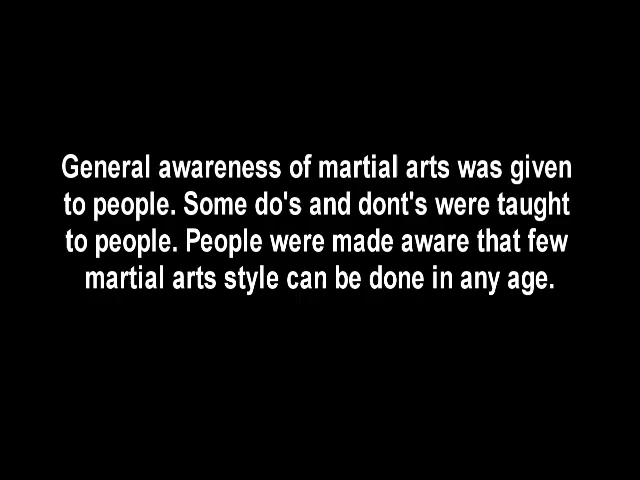 General awareness of martial arts was given
to people. Some do's and dont's were taught
to people. People were made aware that few
martial arts style can be done in any age.